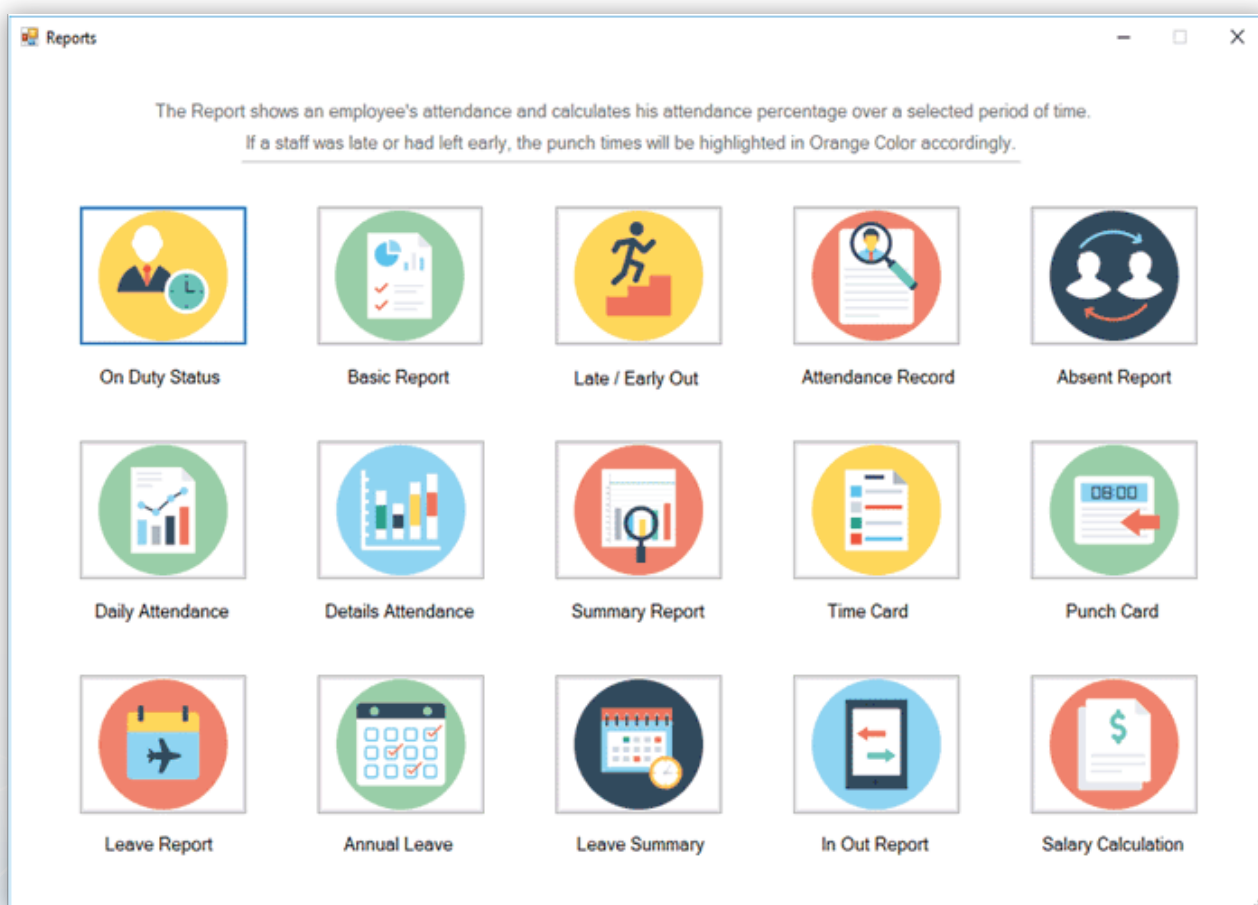 Reports
The Report shows an employee's attendance and calculates his attendance percentage over a selected period of time.
If a staff was late or had left early, the punch times will be highlighted in Orange Color accordingly.
On Duty Status
Basic Report
Late / Early Out
Attendance Record
Absent Report
08:00
Daily Attendance
Details Attendance
Summary Report
Time Card
Punch Card
$
Leave Report
Annual Leave
Leave Summary
In Out Report
Salary Calculation